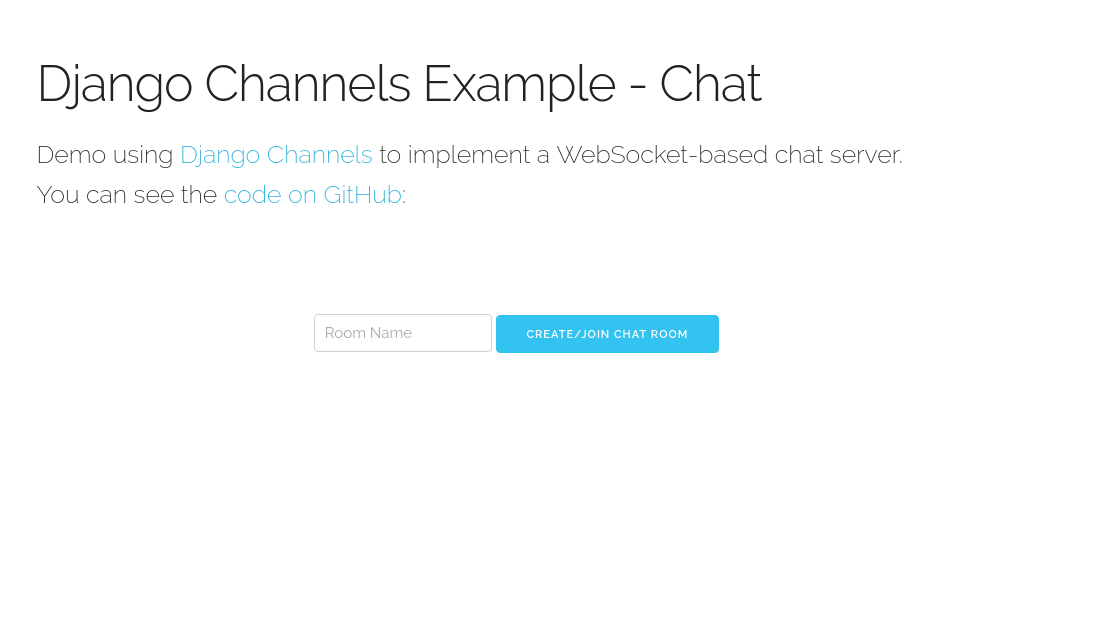 Django Channels Example - Chat
Demo using Django Channels to implement a WebSocket-based chat server.
You can see the code on GitHub:
Room Name
CREATE/JOIN CHAT ROOM